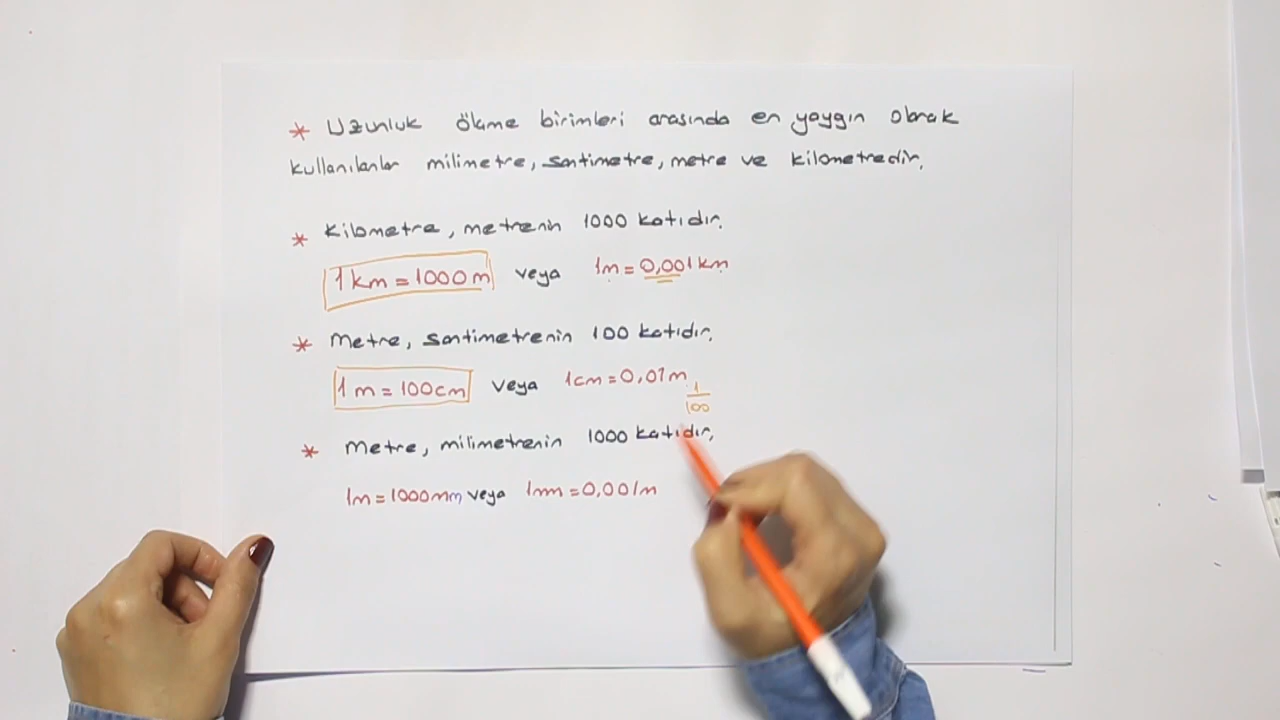 * Uzunluk ölçme birimleri arasında en yaygın olarak
kullanılanlar milimetre, santimetre, metre ve kilometredir.
* Kilometre, metrenin 1000 katıdır.
1 km = 1000 m veya 1m = 0,001 km
* Metre, santimetrenin 100 katıdır.
1 m = 100cm veya 1cm = 0,01 m
1/100
* Metre, milimetrenin 1000 katıdır.
1m = 1000mm veya 1mm = 0,001m